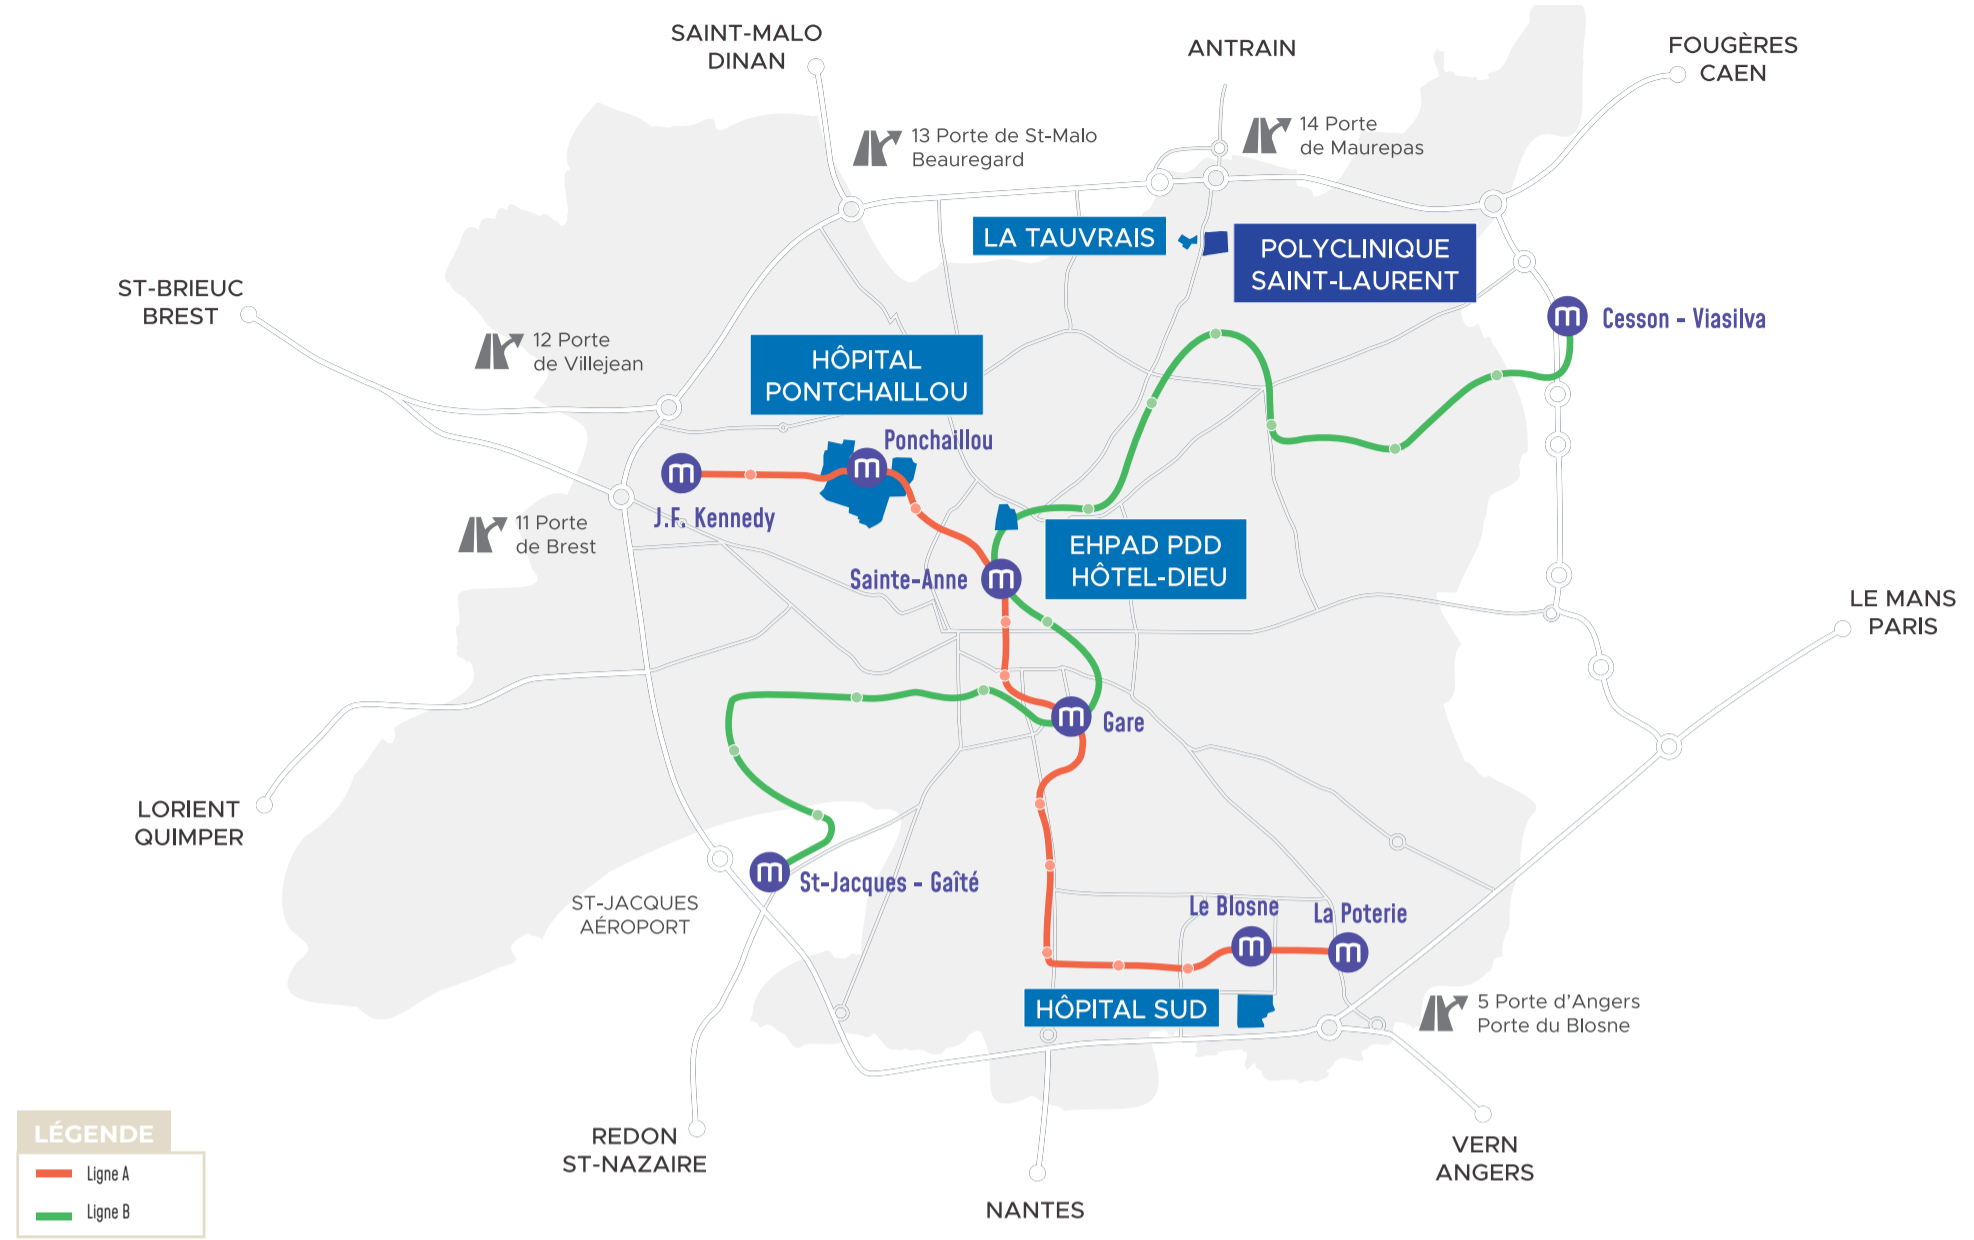 SAINT-MALO
DINAN
ANTRAIN
FOUGÈRES
CAEN
13 Porte de St-Malo
Beauregard
14 Porte
de Maurepas
LA TAUVRAIS
POLYCLINIQUE
SAINT-LAURENT
ST-BRIEUC
BREST
m
Cesson - Viasilva
12 Porte
de Villejean
HÔPITAL
PONTCHAILLOU
Ponchaillou
m
m
J.F. Kennedy
11 Porte
de Brest
EHPAD PDD
HÔTEL-DIEU
Sainte-Anne
m
LE MANS
PARIS
m
Gare
LORIENT
QUIMPER
m
St-Jacques - Gaîté
ST-JACQUES
AÉROPORT
Le Blosne
m
La Poterie
m
HÔPITAL SUD
5 Porte d'Angers
Porte du Blosne
REDON
ST-NAZAIRE
VERN
ANGERS
NANTES
LÉGENDE
Ligne A
Ligne B